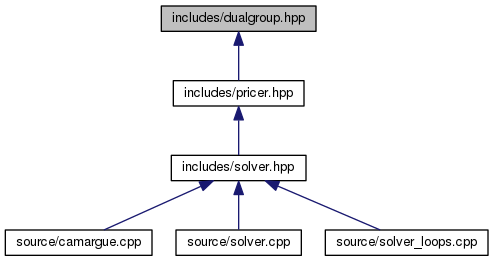 includes/dualgroup.hpp
includes/pricer.hpp
includes/solver.hpp
source/camargue.cpp
source/solver.cpp
source/solver_loops.cpp